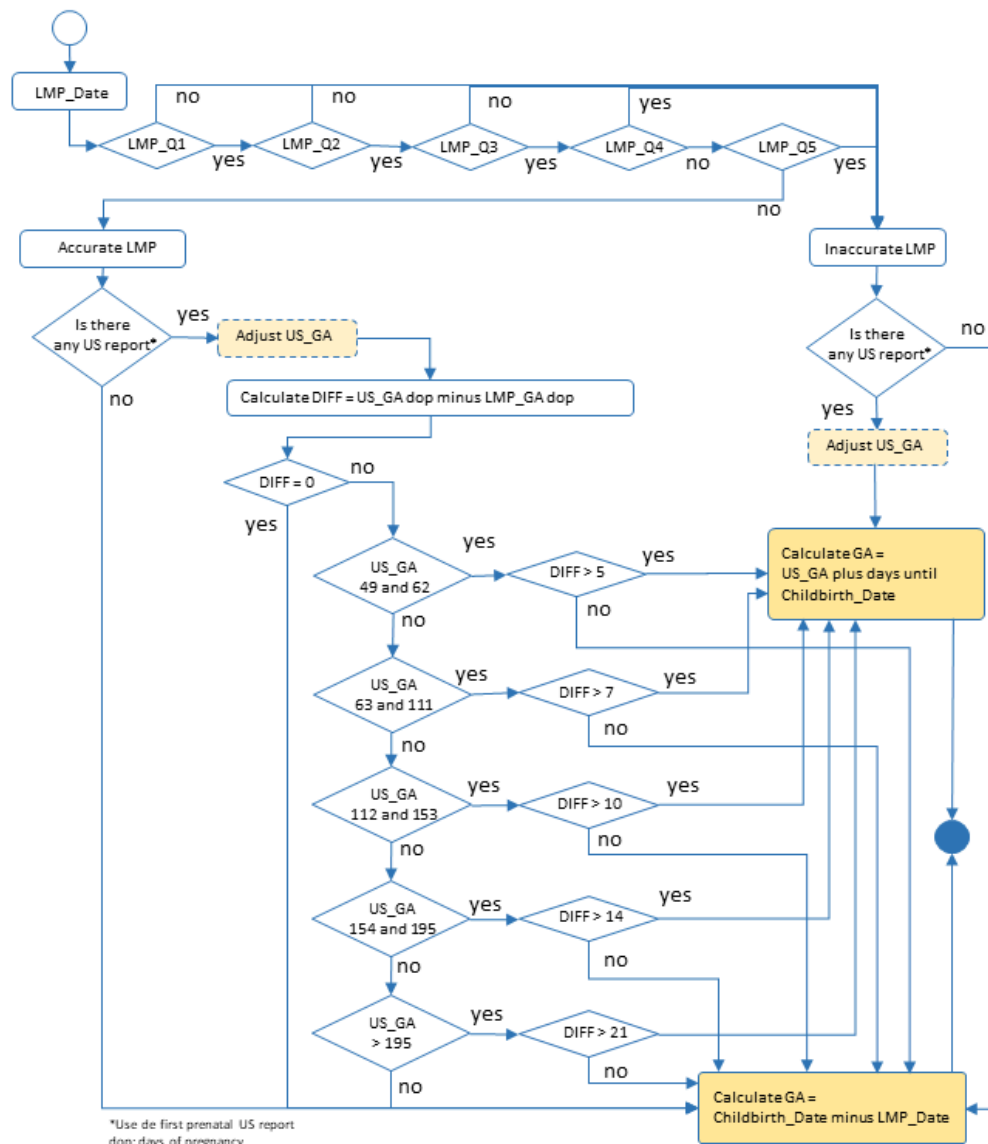 LMP_Date
no
no
no
yes
LMP_Q1
LMP_Q2
LMP_Q3
LMP_Q4
LMP_Q5
yes
yes
yes
no
yes
no
Accurate LMP
Inaccurate LMP
Is there
any US report*
yes
no
Adjust US_GA
Is there
any US report*
no
yes
Calculate DIFF = US_GA dop minus LMP_GA dop
Adjust US_GA
DIFF = 0
no
yes
US_GA
49 and 62
yes
no
DIFF > 5
yes
no
Calculate GA =
US_GA plus days until
Childbirth_Date
US_GA
63 and 111
yes
no
DIFF > 7
yes
no
US_GA
112 and 153
yes
no
DIFF > 10
yes
no
US_GA
154 and 195
yes
no
DIFF > 14
yes
no
US_GA
> 195
yes
no
DIFF > 21
no
Calculate GA =
Childbirth_Date minus LMP_Date
*Use de first prenatal US report
dop: days of pregnancy